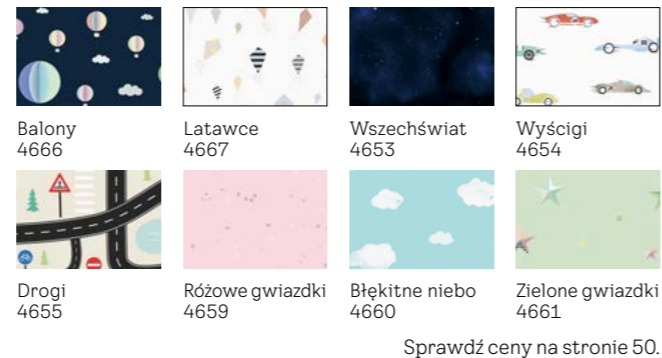 Balony
4666
Latawce
4667
Wszechświat
4653
Wyścigi
4654
Drogi
4655
Różowe gwiazdki
4659
Błękitne niebo
4660
Zielone gwiazdki
4661
Sprawdź ceny na stronie 50.